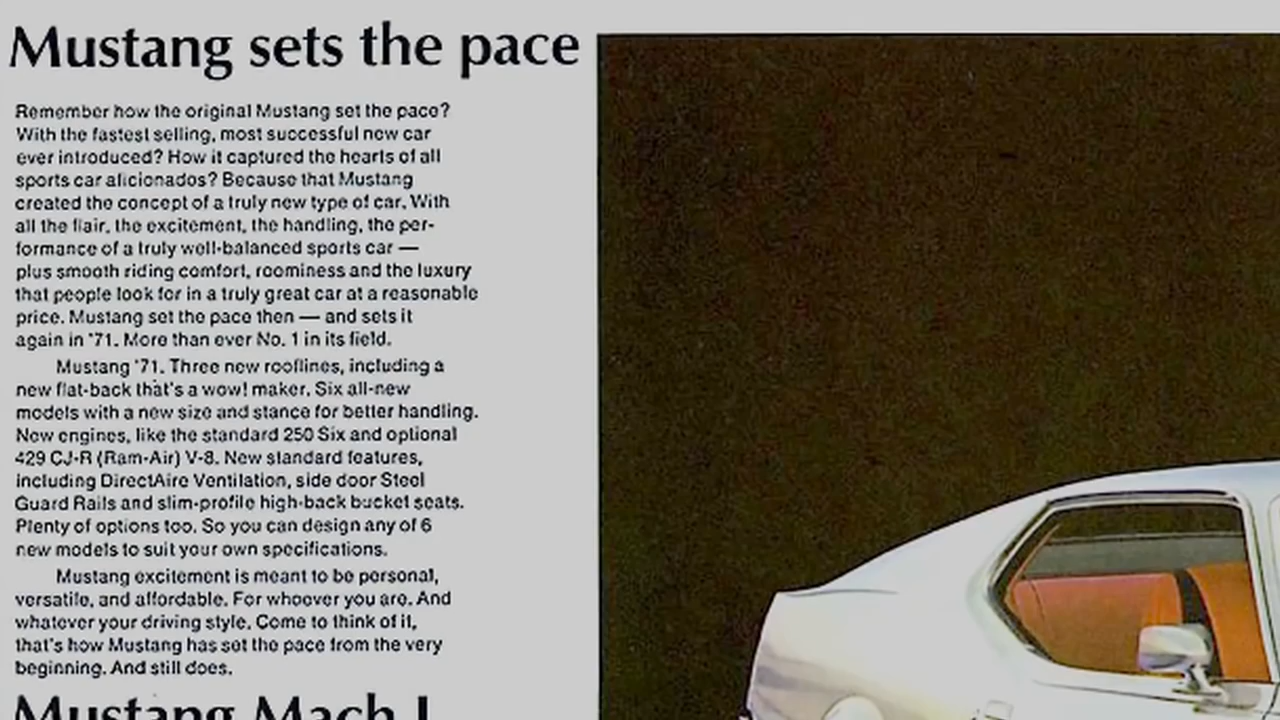 Mustang sets the pace
Remember how the original Mustang set the pace?
With the fastest selling, most successful new car
ever introduced? How it captured the hearts of all
sports car aficionados? Because that Mustang
created the concept of a truly new type of car. With
all the flair, the excitement, the handling, the per-
formance of a truly well-balanced sports car —
plus smooth riding comfort, roominess and the luxury
that people look for in a truly great car at a reasonable
price. Mustang set the pace then — and sets it
again in '71. More than ever No. 1 in its field.
Mustang '71. Three new rooflines, including a
new flat-back that's a wow! maker. Six all-new
models with a new size and stance for better handling.
New engines, like the standard 250 Six and optional
429 CJ-R (Ram-Air) V-8. New standard features,
including DirectAire Ventilation, side door Steel
Guard Rails and slim-profile high-back bucket seats.
Plenty of options too. So you can design any of 6
new models to suit your own specifications.
Mustang excitement is meant to be personal,
versatile, and affordable. For whoever you are. And
whatever your driving style. Come to think of it,
that's how Mustang has set the pace from the very
beginning. And still does.
Mustang Mach I